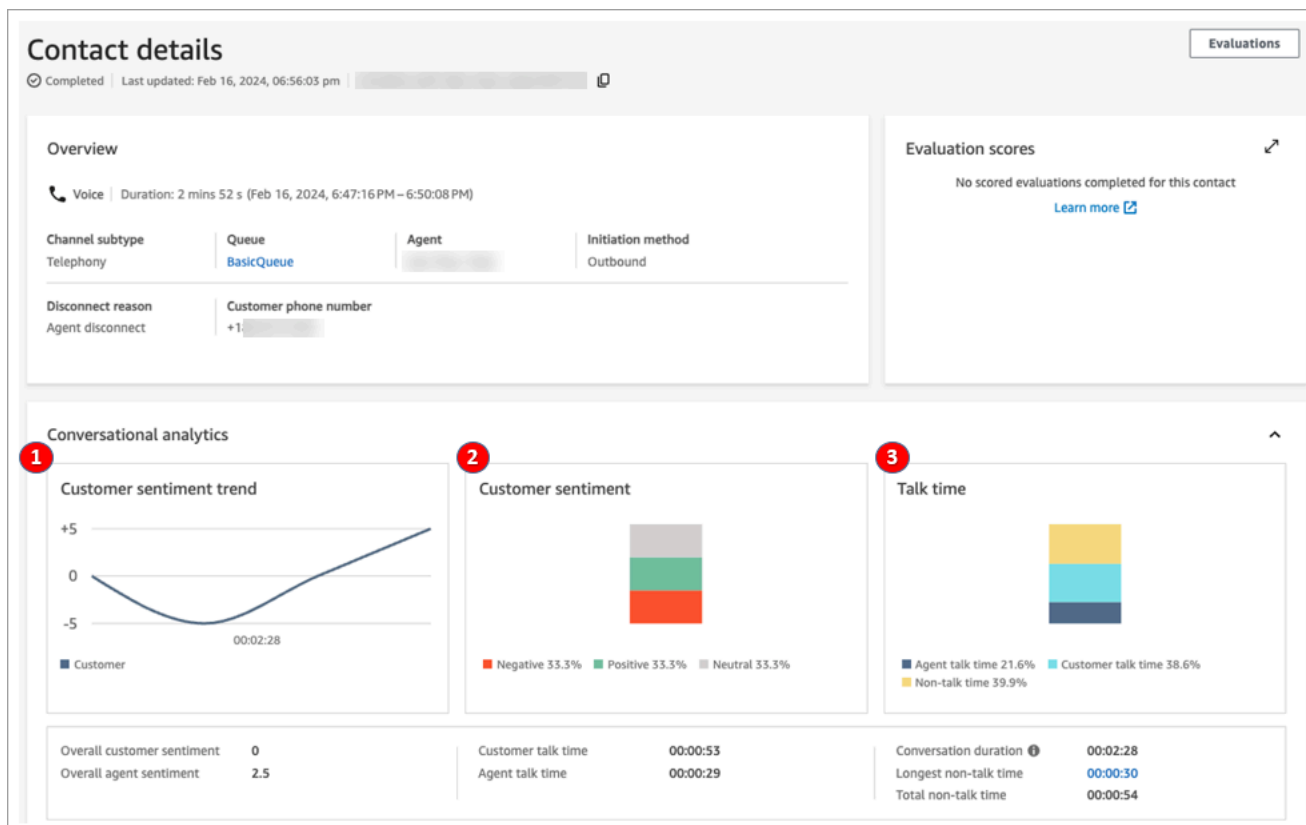 Contact details
Evaluations
Completed Last updated: Feb 16, 2024, 06:56:03 pm
Overview
Voice Duration: 2 mins 52 s (Feb 16, 2024, 6:47:16 PM – 6:50:08 PM)
Channel subtype Queue Agent Initiation method
Telephony BasicQueue Outbound
Disconnect reason Customer phone number
Agent disconnect +1
Evaluation scores
No scored evaluations completed for this contact
Learn more
Conversational analytics
1
Customer sentiment trend
+5
0
-5
00:02:28
Customer
2
Customer sentiment
Negative 33.3% Positive 33.3% Neutral 33.3%
3
Talk time
Agent talk time 21.6% Customer talk time 38.6%
Non-talk time 39.9%
Overall customer sentiment 0
Overall agent sentiment 2.5
Customer talk time 00:00:53
Agent talk time 00:00:29
Conversation duration 00:02:28
Longest non-talk time 00:00:30
Total non-talk time 00:00:54